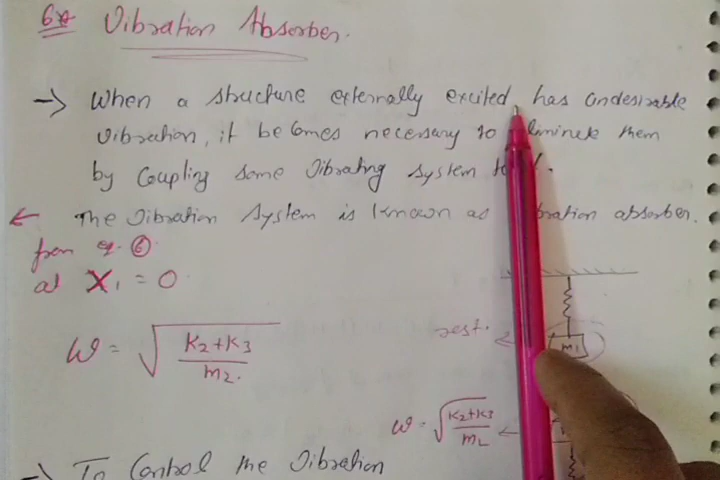 6* Vibration Absorber.
→ When a structure externally excited has undesirable
vibration, it becomes necessary to eliminate them
by Coupling some vibrating system to it.
← The vibration system is known as vibration absorber.
from eq. ⑥
at X₁ = 0
ω = √((K₂+K₃)/m₂.)
rest. ←
m₁
ω = √((K₂+K₃)/m₂) ←
→ To Control the vibration